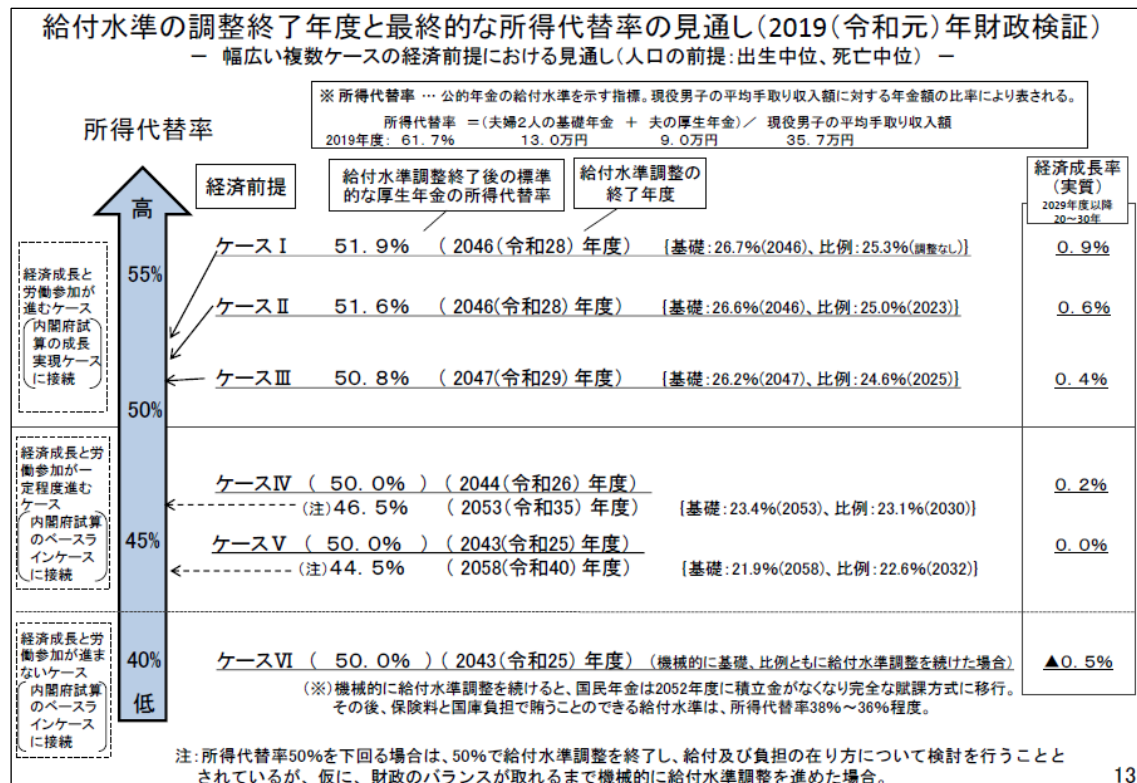 給付水準の調整終了年度と最終的な所得代替率の見通し(2019(令和元)年財政検証)
－ 幅広い複数ケースの経済前提における見通し(人口の前提:出生中位、死亡中位) －
※ 所得代替率 … 公的年金の給付水準を示す指標。現役男子の平均手取り収入額に対する年金額の比率により表される。
所得代替率 =(夫婦2人の基礎年金 + 夫の厚生年金)/ 現役男子の平均手取り収入額
2019年度: 61.7% 13.0万円 9.0万円 35.7万円
所得代替率
経済前提
給付水準調整終了後の標準
的な厚生年金の所得代替率
給付水準調整の
終了年度
経済成長率
(実質)
2029年度以降
20～30年
高
55%
50%
45%
40%
低
経済成長と
労働参加が
進むケース
内閣府試
算の成長
実現ケース
に接続
ケースⅠ 51.9% ( 2046(令和28) 年度) {基礎:26.7%(2046)、比例:25.3%(調整なし)} 0.9%
ケースⅡ 51.6% ( 2046(令和28) 年度) {基礎:26.6%(2046)、比例:25.0%(2023)} 0.6%
ケースⅢ 50.8% ( 2047(令和29) 年度) {基礎:26.2%(2047)、比例:24.6%(2025)} 0.4%
経済成長と労
働参加が一
定程度進む
ケース
内閣府試算
のベースラ
インケース
に接続
ケースⅣ ( 50.0% ) ( 2044(令和26) 年度) 0.2%
(注)46.5% ( 2053(令和35) 年度) {基礎:23.4%(2053)、比例:23.1%(2030)}
ケースⅤ ( 50.0% ) ( 2043(令和25) 年度) 0.0%
(注)44.5% ( 2058(令和40) 年度) {基礎:21.9%(2058)、比例:22.6%(2032)}
経済成長と労
働参加が進ま
ないケース
内閣府試算
のベースラ
インケース
に接続
ケースⅥ ( 50.0% ) ( 2043(令和25) 年度) (機械的に基礎、比例ともに給付水準調整を続けた場合) ▲0.5%
(※)機械的に給付水準調整を続けると、国民年金は2052年度に積立金がなくなり完全な賦課方式に移行。
その後、保険料と国庫負担で賄うことのできる給付水準は、所得代替率38%～36%程度。
注:所得代替率50%を下回る場合は、50%で給付水準調整を終了し、給付及び負担の在り方について検討を行うことと
されているが、仮に、財政のバランスが取れるまで機械的に給付水準調整を進めた場合。
13